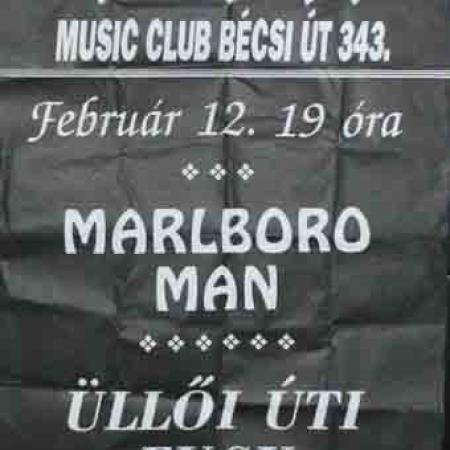 MUSIC CLUB BÉCSI ÚT 343.
Február 12. 19 óra
MARLBORO
MAN
ÜLLŐI ÚTI